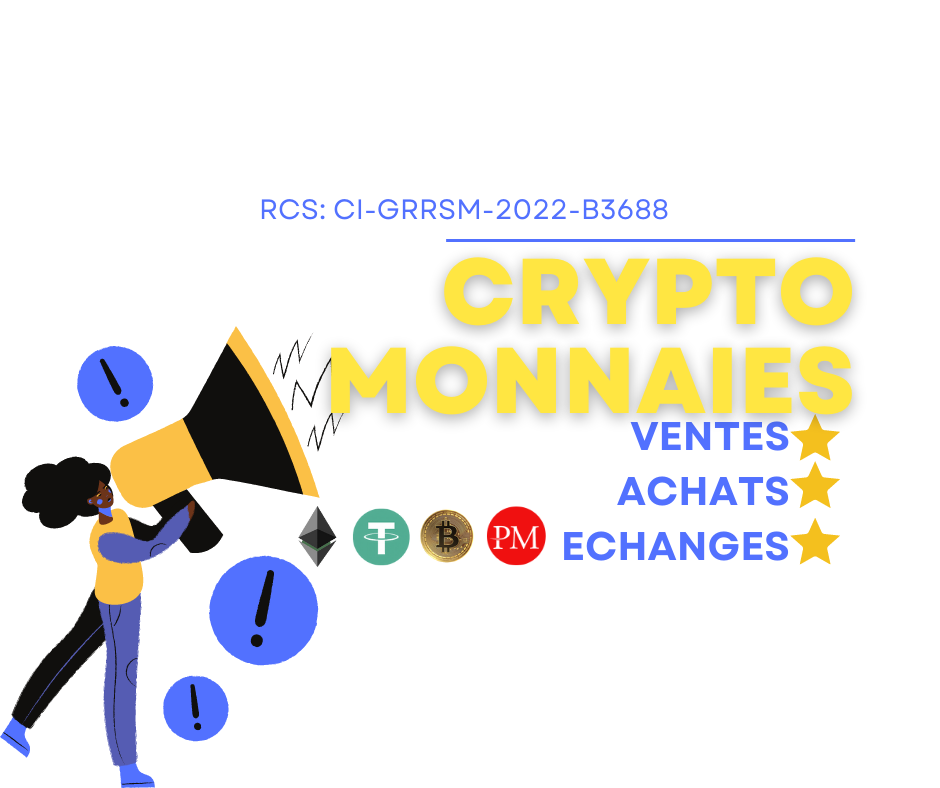 RCS: CI-GRRSM-2022-B3688
CRYPTO
MONNAIES
VENTES
ACHATS
PM ECHANGES